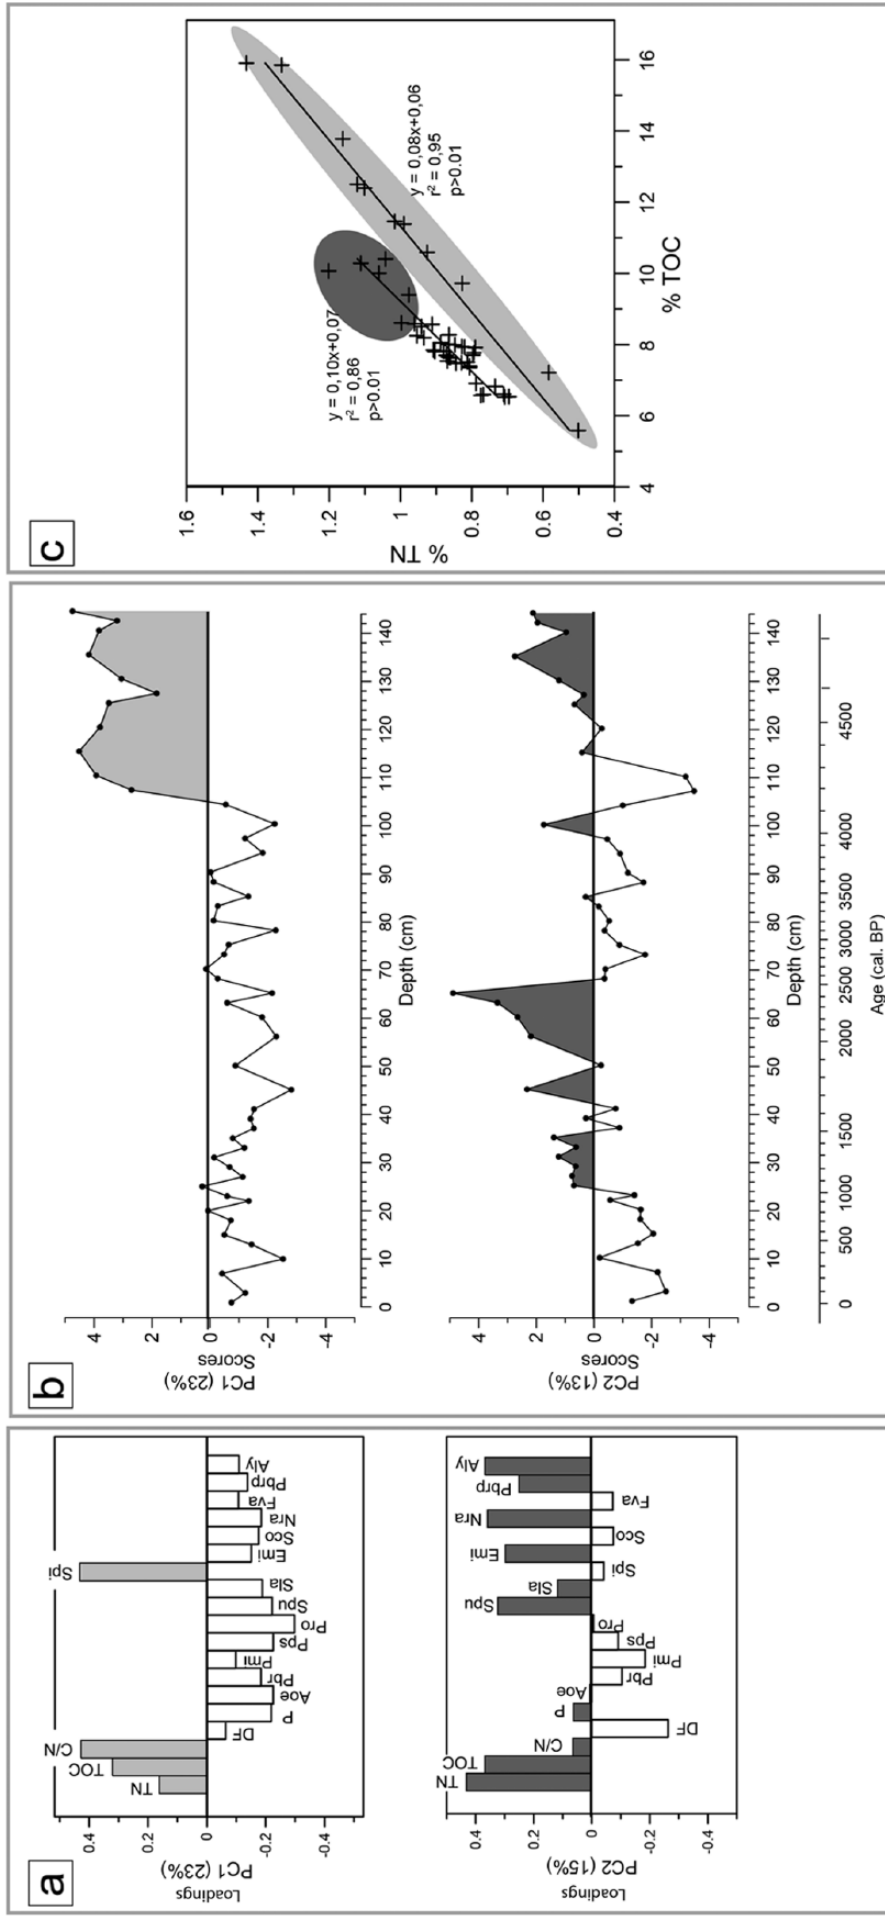 a
Loadings
PC1 (23%)
0.4
0.2
0
-0.2
-0.4
TN
TOC
C/N
DF
P
Aoe
Pbr
Pmi
Pps
Pro
Spu
Sla
Spi
Emi
Sco
Nra
Fva
Pbrp
Aly
Loadings
PC2 (15%)
0.4
0.2
0
-0.2
-0.4
TN
TOC
C/N
DF
P
Aoe
Pbr
Pmi
Pps
Pro
Spu
Sla
Spi
Emi
Sco
Nra
Fva
Pbrp
Aly
b
PC1 (23%)
Scores
4
2
0
-2
-4
0 10 20 30 40 50 60 70 80 90 100 110 120 130 140
Depth (cm)
PC2 (13%)
Scores
4
2
0
-2
-4
0 10 20 30 40 50 60 70 80 90 100 110 120 130 140
Depth (cm)
0 500 1000 1500 2000 2500 3000 3500 4000 4500
Age (cal. BP)
c
% TN
1.6
1.4
1.2
1
0.8
0.6
0.4
y = 0,10x+0,07
r² = 0,86
p>0.01
y = 0,08x+0,06
r² = 0,95
p>0.01
4 6 8 10 12 14 16
% TOC